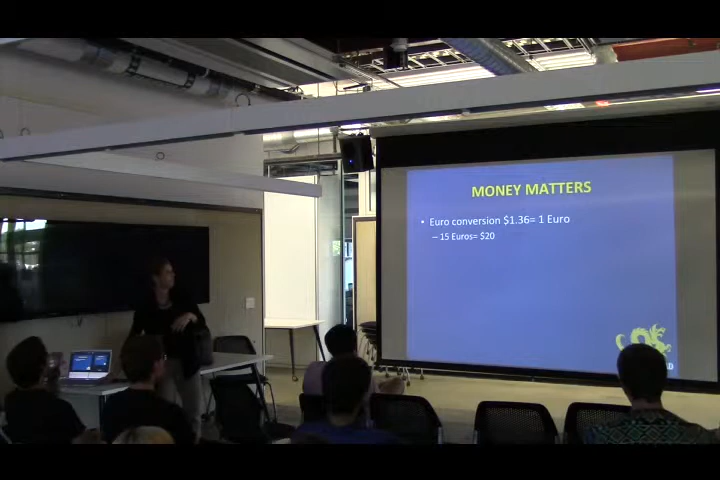 MONEY MATTERS
• Euro conversion $1.36= 1 Euro
– 15 Euros= $20